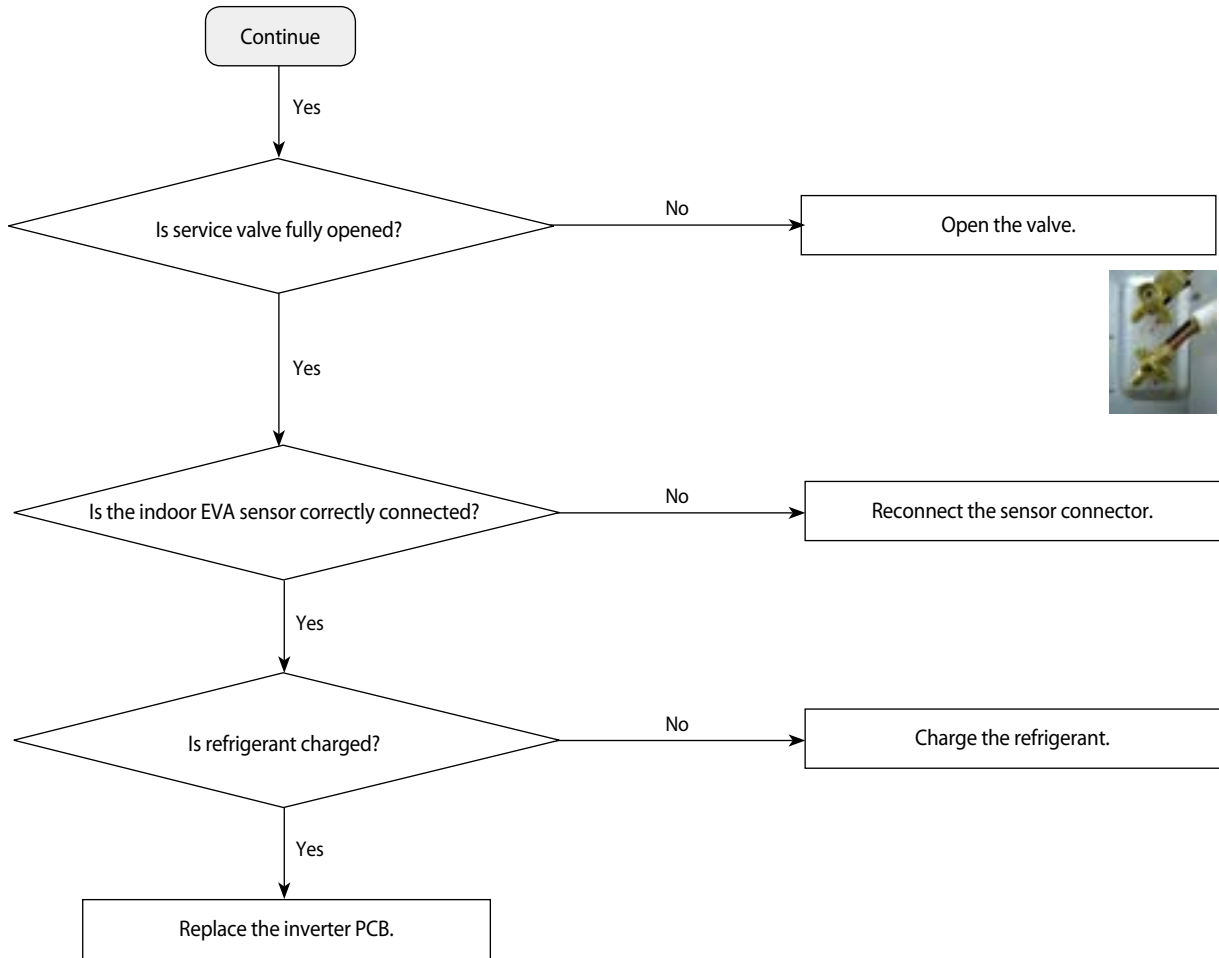 Continue
Yes
Is service valve fully opened?
No
Open the valve.
Yes
Is the indoor EVA sensor correctly connected?
No
Reconnect the sensor connector.
Yes
Is refrigerant charged?
No
Charge the refrigerant.
Yes
Replace the inverter PCB.